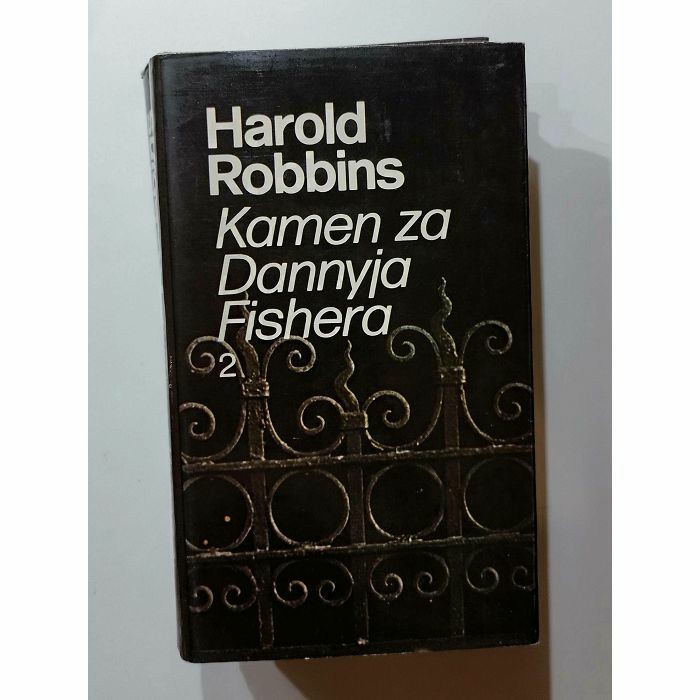 Harold
Robbins
Kamen za
Dannyja
Fishera
2